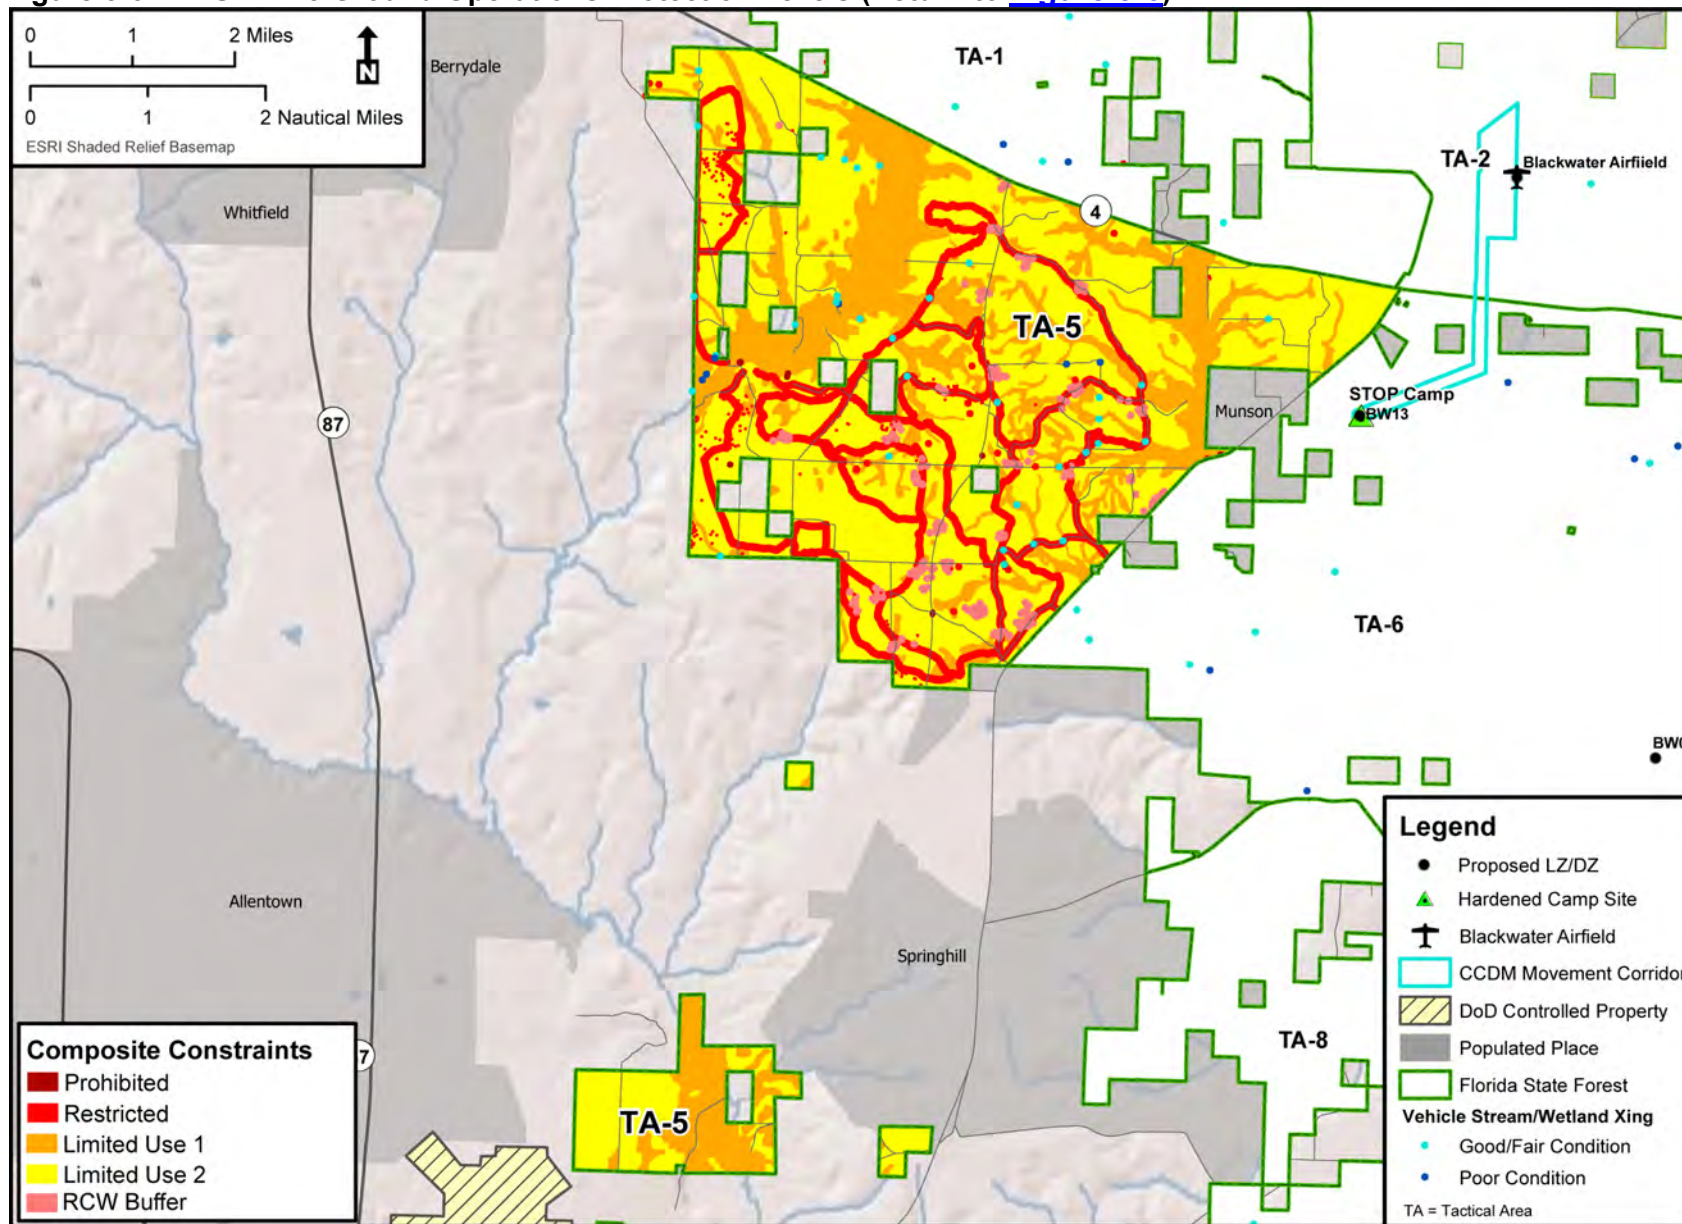 0 1 2 Miles
0 1 2 Nautical Miles
ESRI Shaded Relief Basemap
N
Berrydale
Whitfield
TA-1
TA-2
Blackwater Airfiield
4
TA-5
87
STOP Camp
BW13
Munson
TA-6
Allentown
Springhill
TA-8
TA-5
7
Composite Constraints
Prohibited
Restricted
Limited Use 1
Limited Use 2
RCW Buffer
Legend
Proposed LZ/DZ
Hardened Camp Site
Blackwater Airfield
CCDM Movement Corridor
DoD Controlled Property
Populated Place
Florida State Forest
Vehicle Stream/Wetland Xing
Good/Fair Condition
Poor Condition
TA = Tactical Area